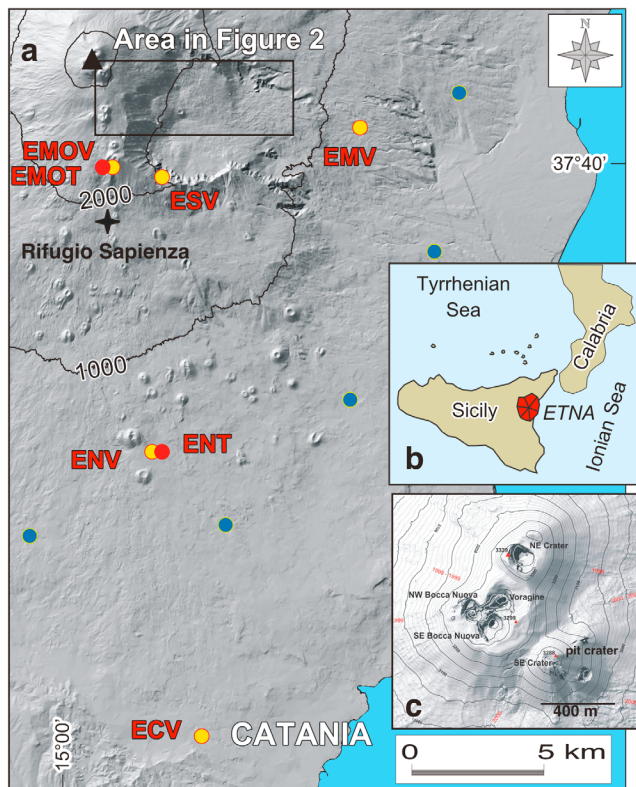 a
Area in Figure 2
N
EMOV
EMOT
EMV
37°40'
2000
ESV
Rifugio Sapienza
1000
Tyrrhenian
Sea
Calabria
Sicily
ETNA
Ionian Sea
b
ENV
ENT
NE Crater
3329
NW Bocca Nuova
Voragine
SE Bocca Nuova
pit crater
SE Crater
3288
c
400 m
ECV
CATANIA
15°00'
0
5 km